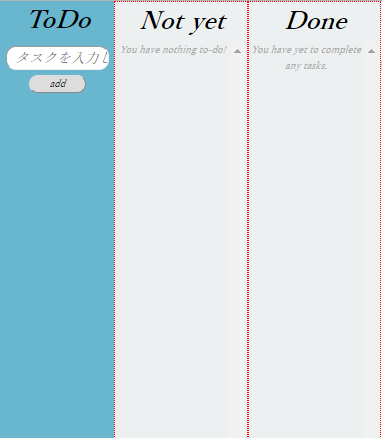 ToDo
タスクを入力し
add
Not yet
You have nothing to-do!
Done
You have yet to complete
any tasks.